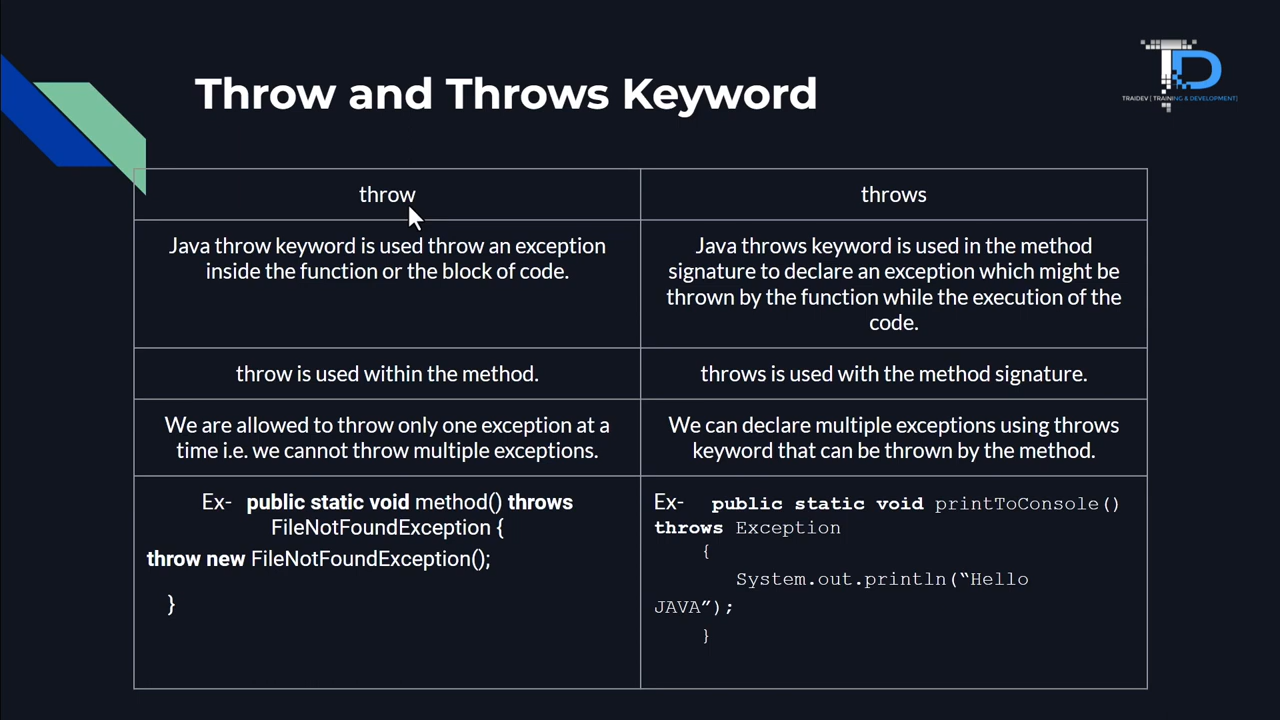 Throw and Throws Keyword
TD
TRAIDEV [ TRAINING & DEVELOPMENT]
throw
throws
Java throw keyword is used throw an exception
inside the function or the block of code.
Java throws keyword is used in the method
signature to declare an exception which might be
thrown by the function while the execution of the
code.
throw is used within the method.
throws is used with the method signature.
We are allowed to throw only one exception at a
time i.e. we cannot throw multiple exceptions.
We can declare multiple exceptions using throws
keyword that can be thrown by the method.
Ex- public static void method() throws
FileNotFoundException {
throw new FileNotFoundException();
}
Ex- public static void printToConsole()
throws Exception
{
System.out.println(“Hello
JAVA”);
}